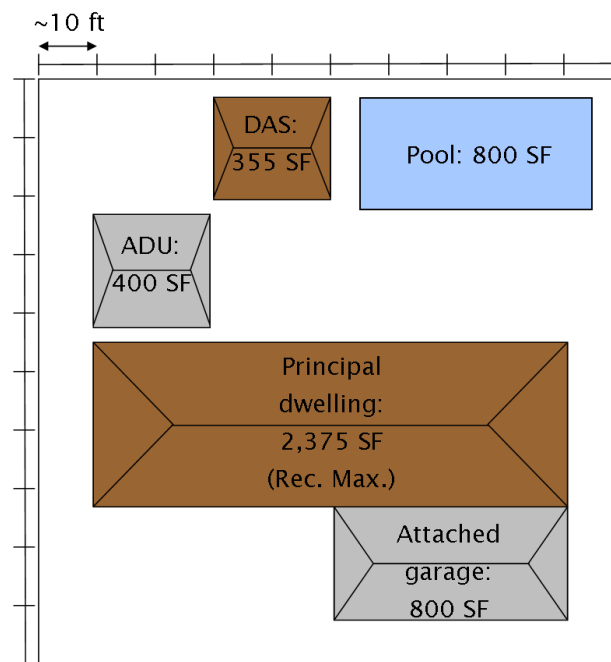 ~10 ft
DAS:
355 SF
Pool: 800 SF
ADU:
400 SF
Principal
dwelling:
2,375 SF
(Rec. Max.)
Attached
garage:
800 SF